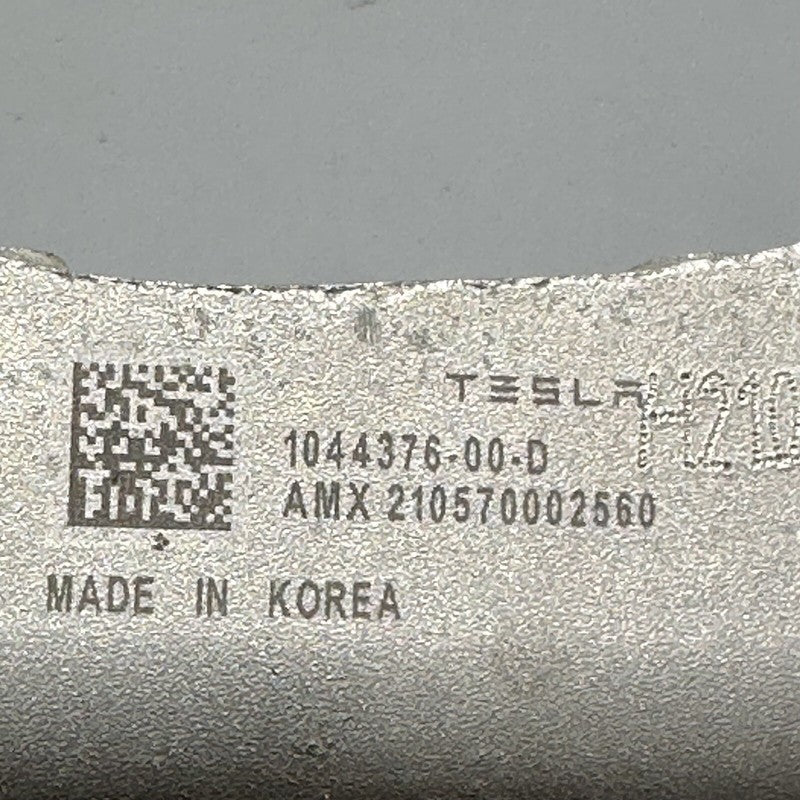 TESLA
1044376-00-D
AMX 210570002560
MADE IN KOREA